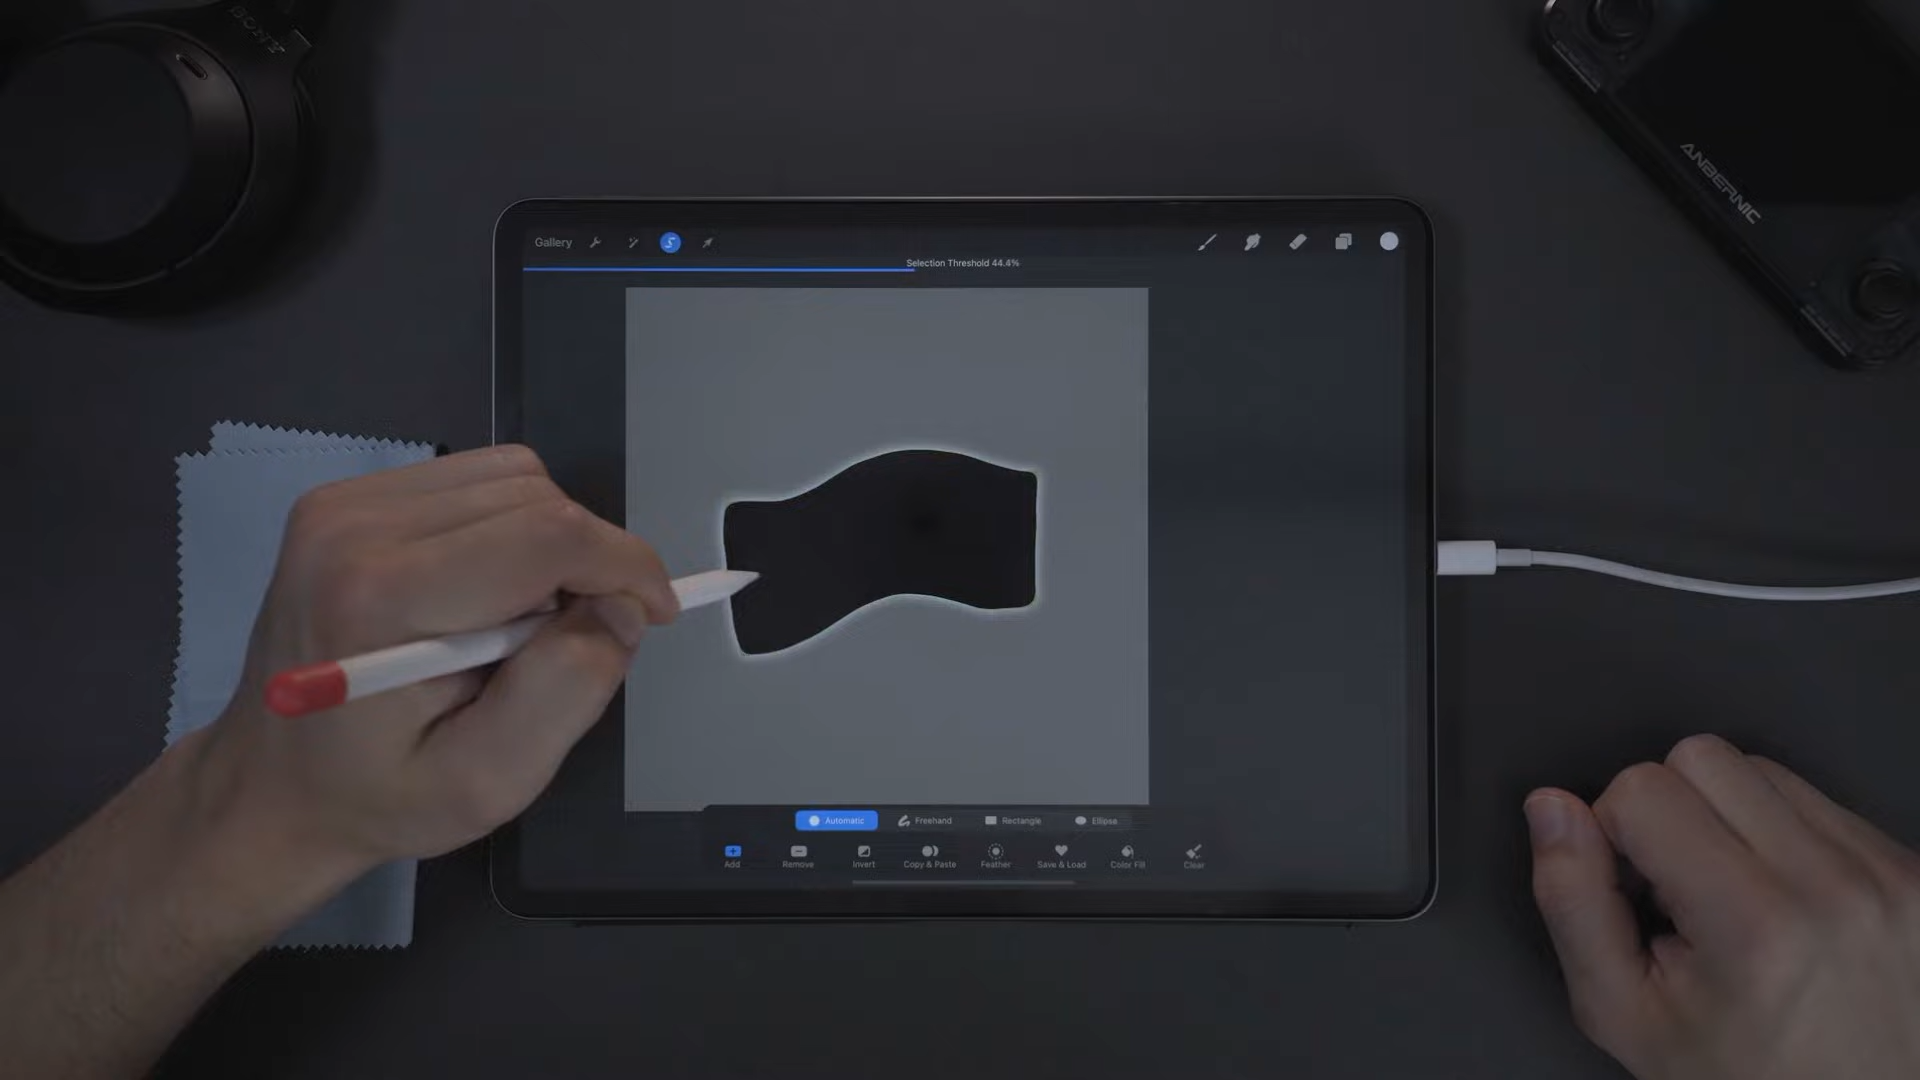 SONY
ANBERNIC
Gallery
Selection Threshold 44.4%
Automatic Freehand Rectangle Ellipse
Add Remove Invert Copy & Paste Feather Save & Load Color Fill Clear